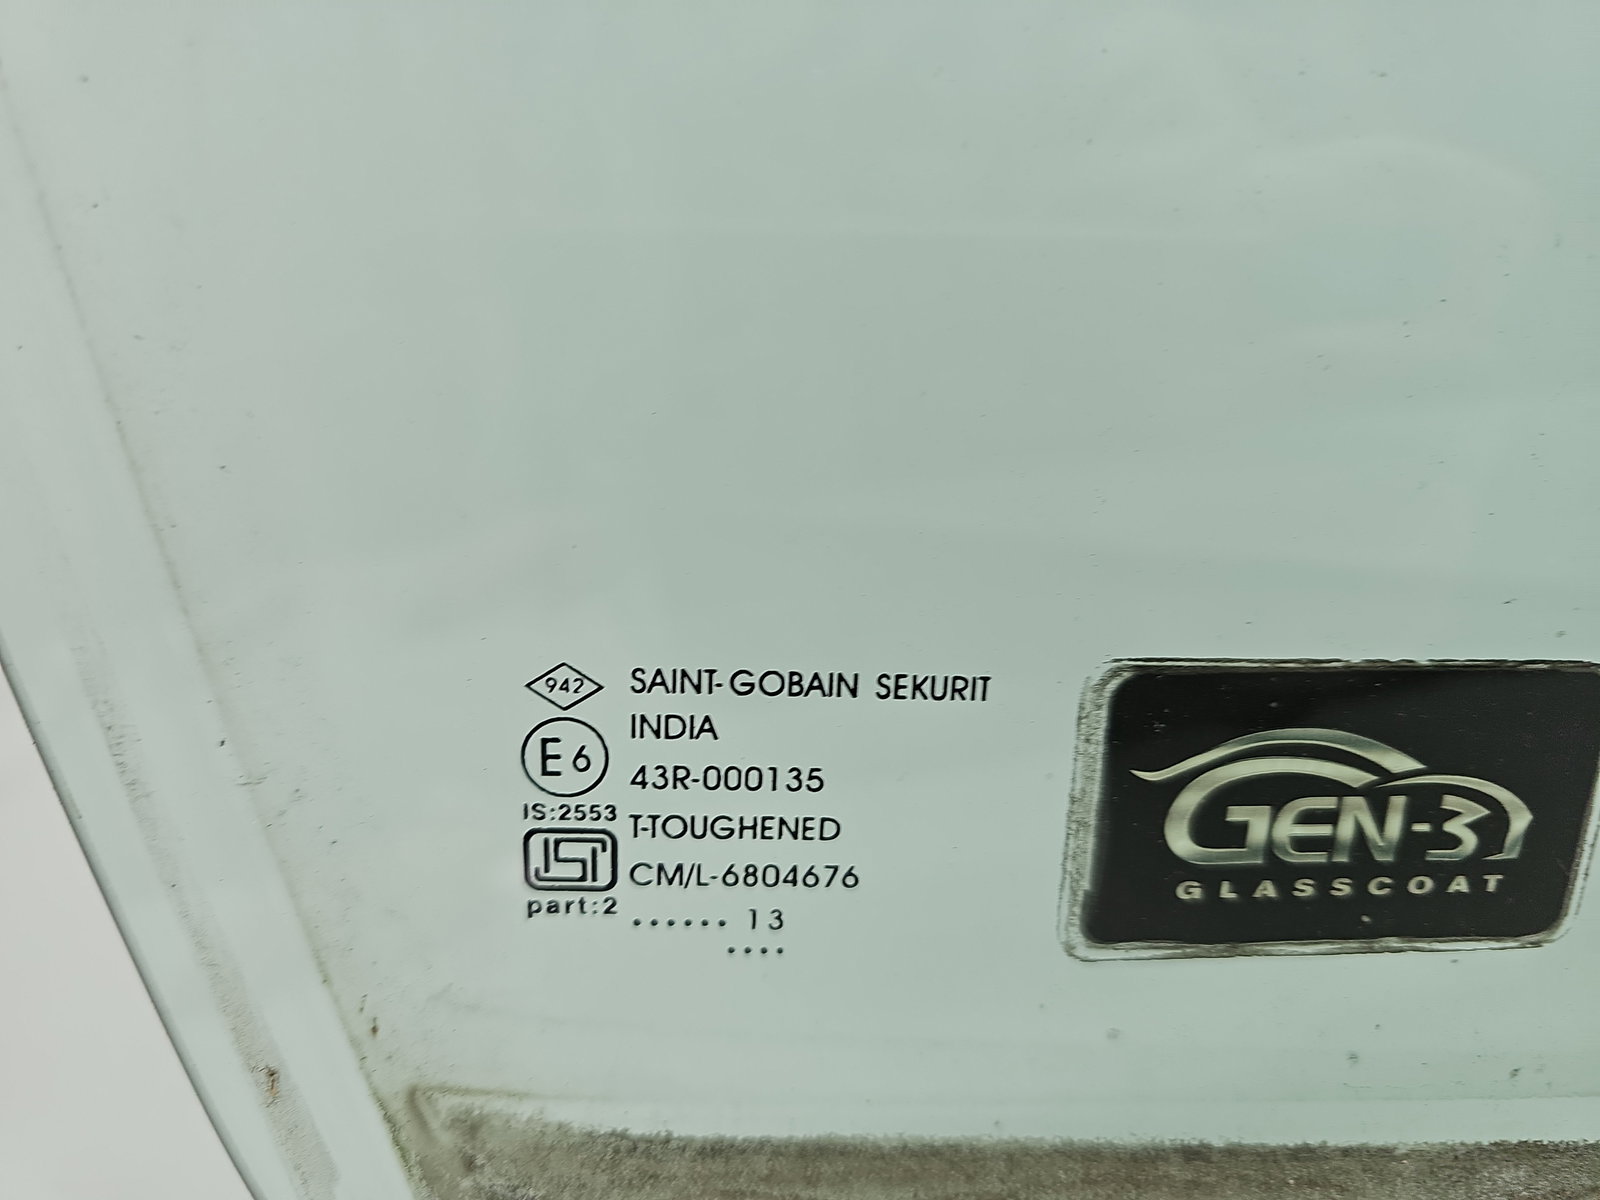 942
SAINT-GOBAIN SEKURIT
INDIA
E6
43R-000135
IS:2553
T-TOUGHENED
ISI
CM/L-6804676
part:2
...... 13
....
GEN-3
GLASSCOAT